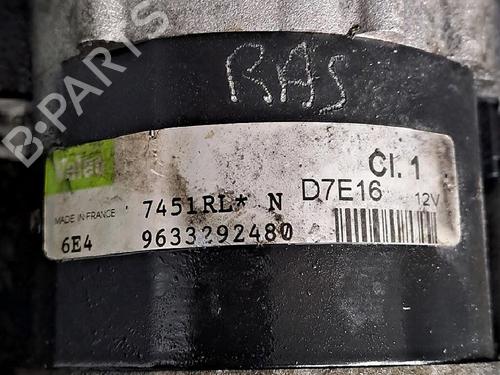 RAS
B-PARTS
Valeo
Cl. 1
7451RL* N D7E16 12V
MADE IN FRANCE
6E4 9633292480